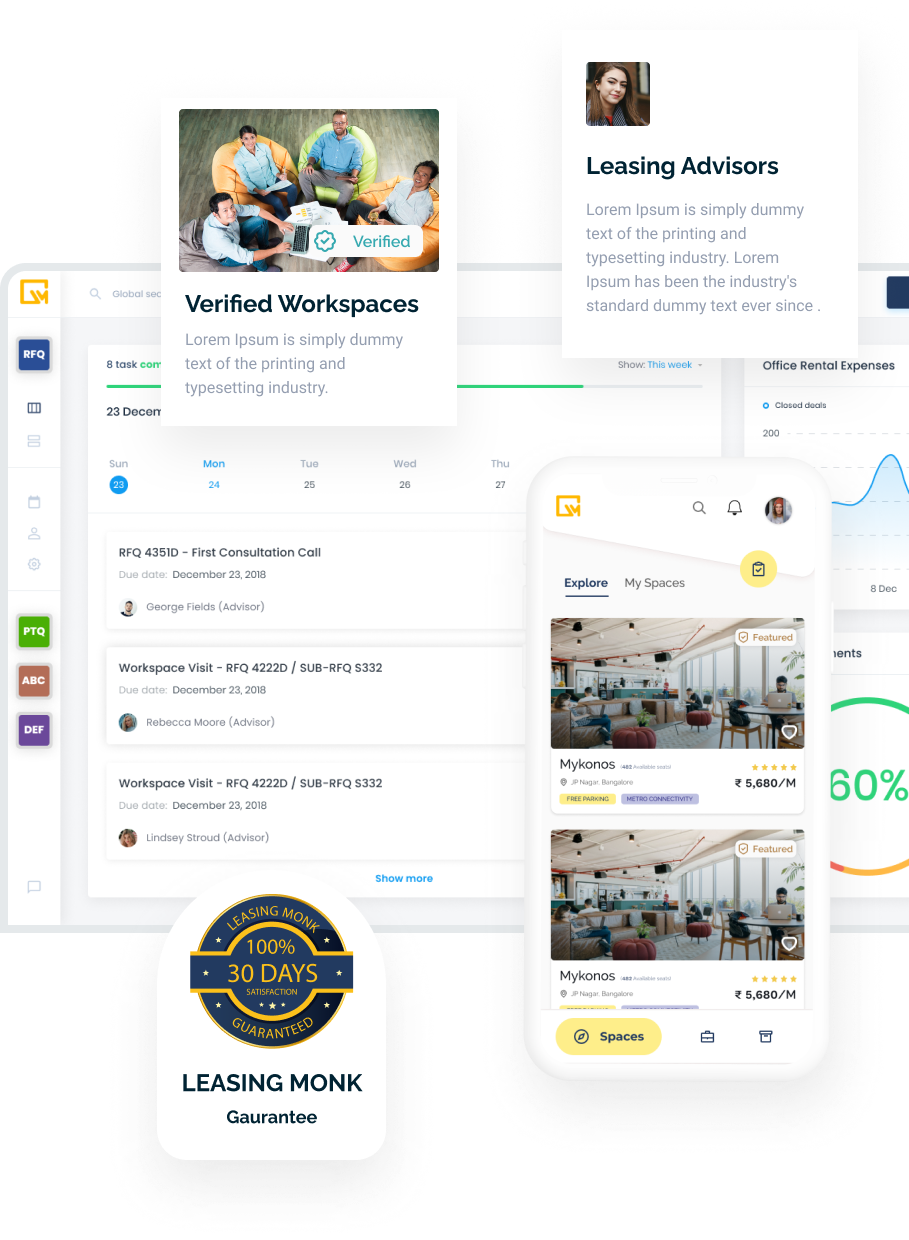 Leasing Advisors
Lorem Ipsum is simply dummy
text of the printing and
typesetting industry. Lorem
Ipsum has been the industry's
standard dummy text ever since .
Verified
Verified Workspaces
Lorem Ipsum is simply dummy
text of the printing and
typesetting industry.
Global sec
RFQ
PTQ
ABC
DEF
8 task com
Show: This week
23 Decem
Sun Mon Tue Wed Thu
23 24 25 26 27
RFQ 4351D - First Consultation Call
Due date: December 23, 2018
George Fields (Advisor)
Workspace Visit - RFQ 4222D / SUB-RFQ S332
Due date: December 23, 2018
Rebecca Moore (Advisor)
Workspace Visit - RFQ 4222D / SUB-RFQ S332
Due date: December 23, 2018
Lindsey Stroud (Advisor)
Show more
Office Rental Expenses
Closed deals
200
8 Dec
nents
60%
Explore My Spaces
Featured
Mykonos 1482 Available seats!
JP Nagar, Bangalore
₹ 5,680/M
FREE PARKING METRO CONNECTIVITY
Featured
Mykonos 1482 Available seats!
JP Nagar, Bangalore
₹ 5,680/M
FREE PARKING METRO CONNECTIVITY
Spaces
LEASING MONK
100%
30 DAYS
SATISFACTION
GUARANTEED
LEASING MONK
Gaurantee